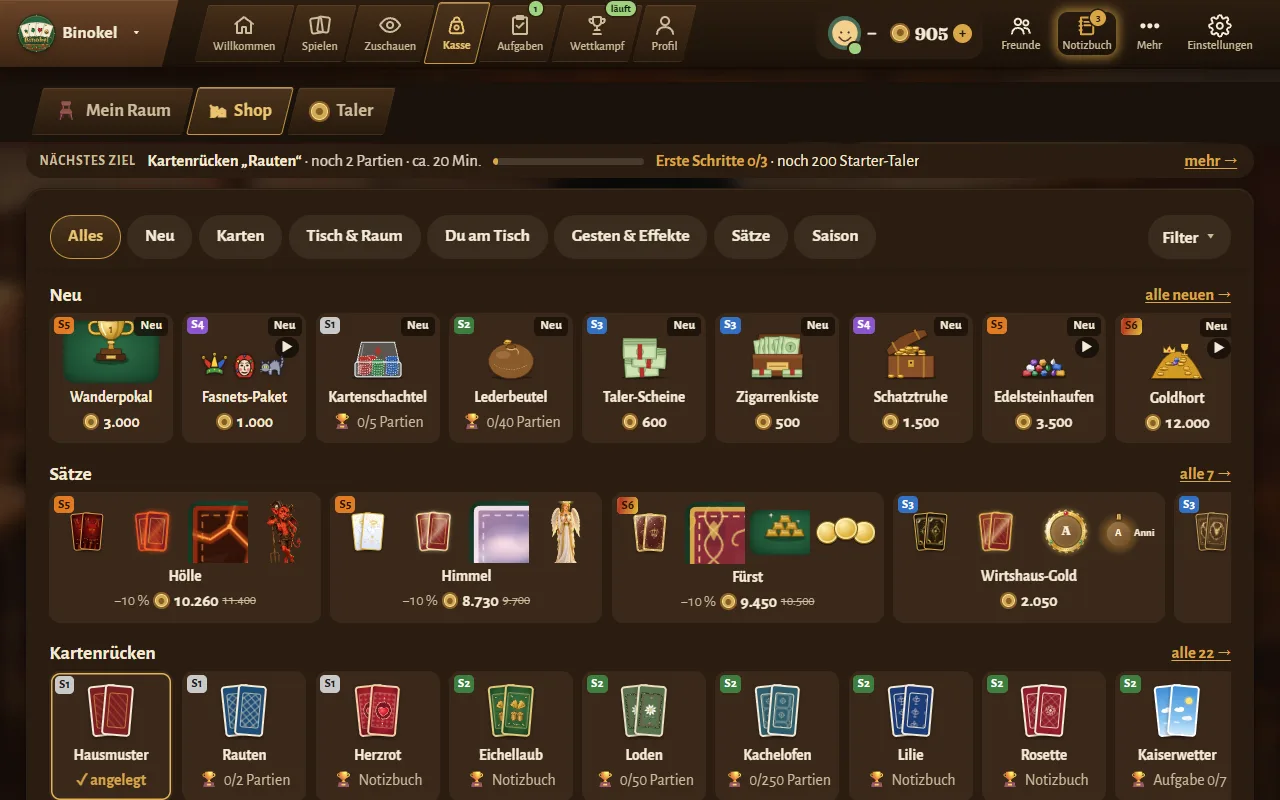 Binokel
Willkommen
Spielen
Zuschauen
Kasse
1
Aufgaben
läuft
Wettkampf
Profil
–
905 +
Freunde
3
Notizbuch
Mehr
Einstellungen
Mein Raum
Shop
Taler
NÄCHSTES ZIEL Kartenrücken „Rauten“ · noch 2 Partien · ca. 20 Min.
Erste Schritte 0/3 · noch 200 Starter-Taler
mehr →
Alles
Neu
Karten
Tisch & Raum
Du am Tisch
Gesten & Effekte
Sätze
Saison
Filter
Neu
alle neuen →
S5 Neu
Wanderpokal
3.000
S4 Neu
Fasnets-Paket
1.000
S1 Neu
Kartenschachtel
0/5 Partien
S2 Neu
Lederbeutel
0/40 Partien
S3 Neu
Taler-Scheine
600
S3 Neu
Zigarrenkiste
500
S4 Neu
Schatztruhe
1.500
S5 Neu
Edelsteinhaufen
3.500
S6 Neu
Goldhort
12.000
Sätze
alle 7 →
S5
Hölle
–10 % 10.260 11.400
S5
Himmel
–10 % 8.730 9.700
S6
Fürst
–10 % 9.450 10.500
S3
A
A Anni
Wirtshaus-Gold
2.050
S3
Kartenrücken
alle 22 →
S1
Hausmuster
✓ angelegt
S1
Rauten
0/2 Partien
S1
Herzrot
Notizbuch
S2
Eichellaub
Notizbuch
S2
Loden
0/50 Partien
S2
Kachelofen
0/250 Partien
S2
Lilie
Notizbuch
S2
Rosette
Notizbuch
S2
Kaiserwetter
Aufgabe 0/7